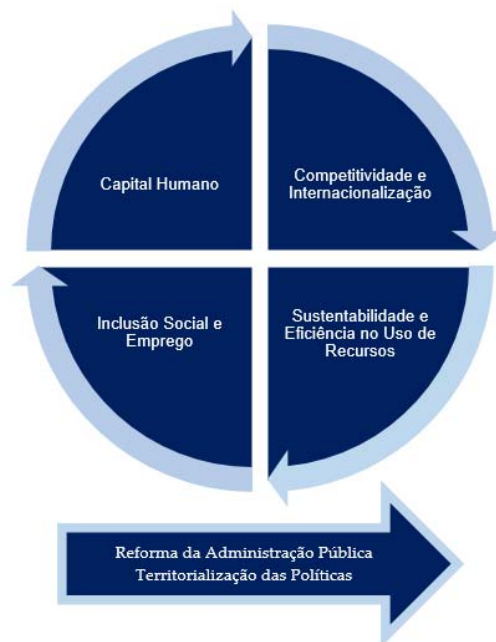 Capital Humano
Competitividade e
Internacionalização
Inclusão Social e
Emprego
Sustentabilidade e
Eficiência no Uso de
Recursos
Reforma da Administração Pública
Territorialização das Políticas